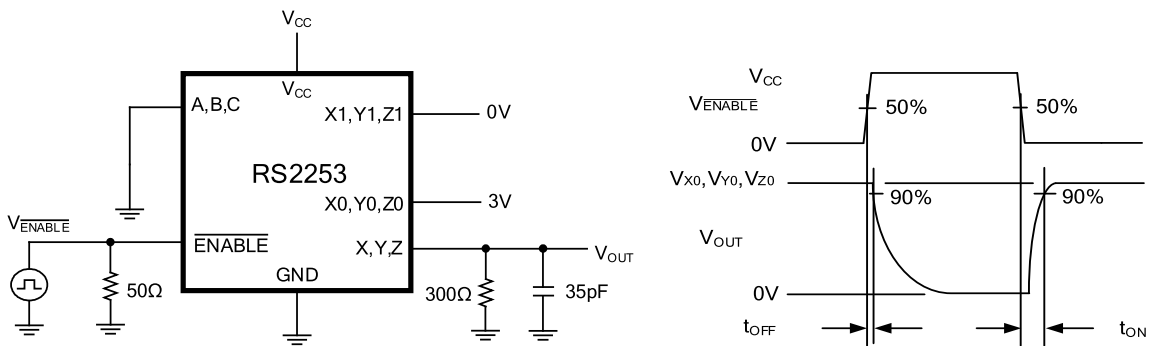 VCC
VCC
A,B,C
X1,Y1,Z1
0V
RS2253
X0,Y0,Z0
3V
VENABLE
ENABLE
X,Y,Z
VOUT
GND
50Ω
300Ω
35pF
VCC
VENABLE
50%
50%
0V
VX0,VY0,VZ0
90%
90%
VOUT
0V
tOFF
tON